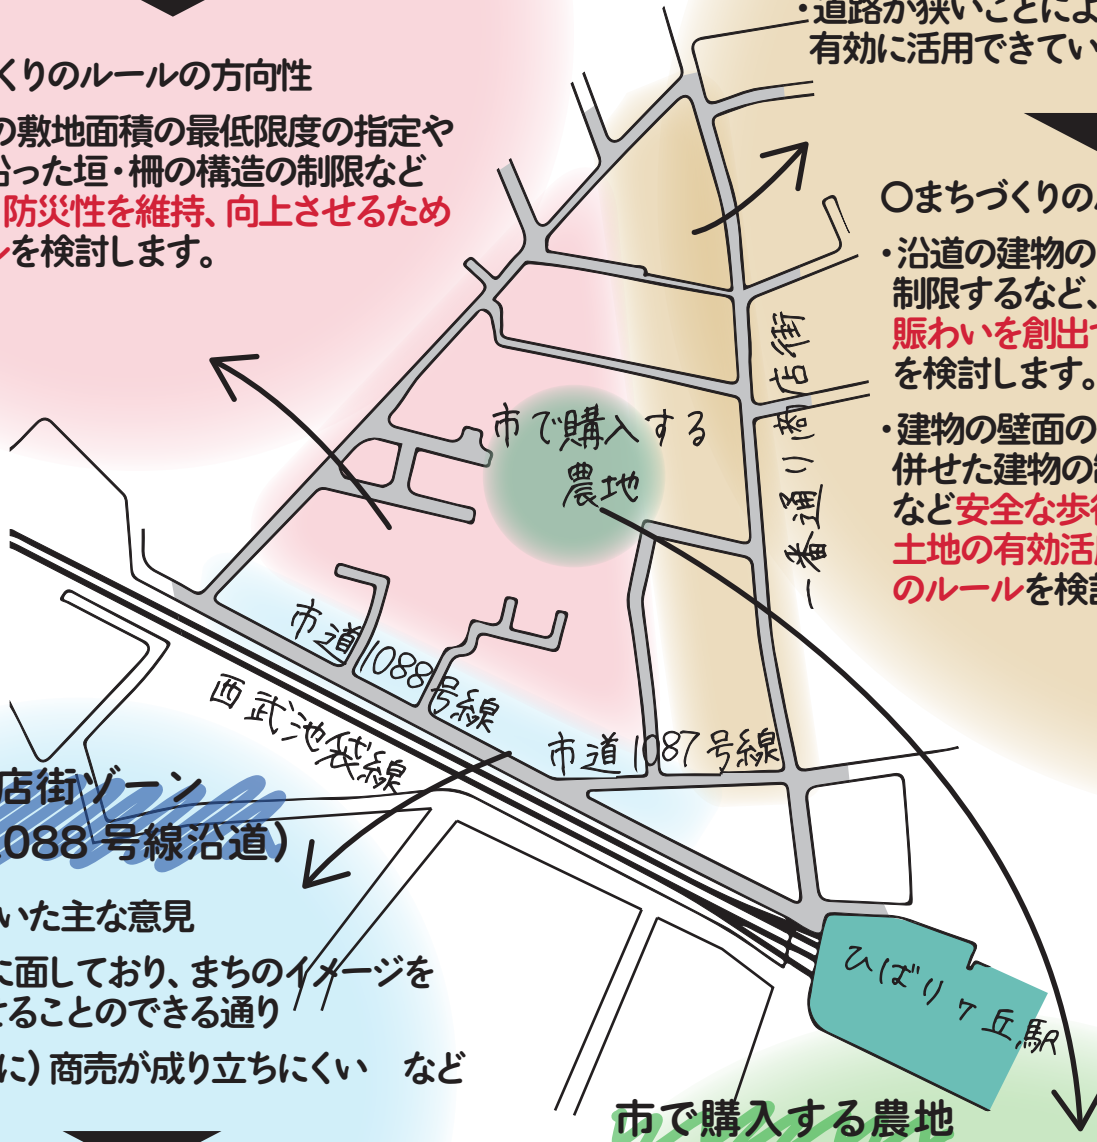 くりのルールの方向性
の敷地面積の最低限度の指定や
沿った垣・柵の構造の制限など
防災性を維持、向上させるため
を検討します。
・道路が狭いことによ
有効に活用できてい
○まちづくりの
・沿道の建物の
制限するなど、
賑わいを創出
を検討します。
・建物の壁面の
併せた建物の
など安全な歩
土地の有効活
のルールを検
一番通り商店街
市で購入する
農地
市道1088号線
西武池袋線
市道1087号線
ひばりヶ丘駅
店街ゾーン
1088号線沿道）
いた主な意見
に面しており、まちのイメージを
せることのできる通り
に）商売が成り立ちにくい　など
市で購入する農地